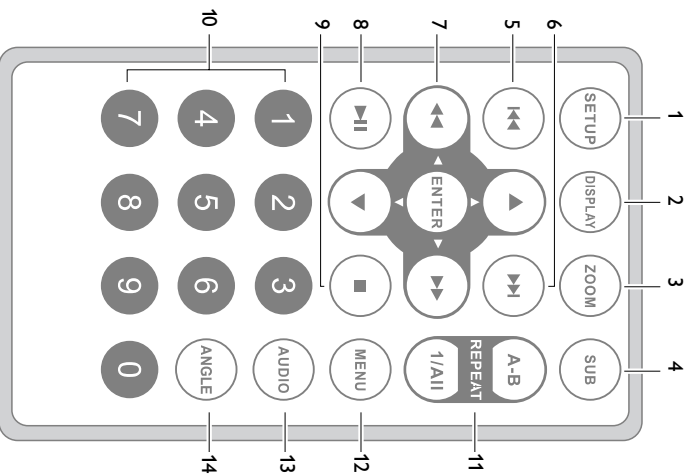 1 2 3 4
SETUP DISPLAY ZOOM SUB
6
5 A-B
REPEAT 11
7 ENTER 1/All
8 MENU 12
9
1 2 3 AUDIO 13
10
4 5 6 ANGLE 14
7 8 9 0